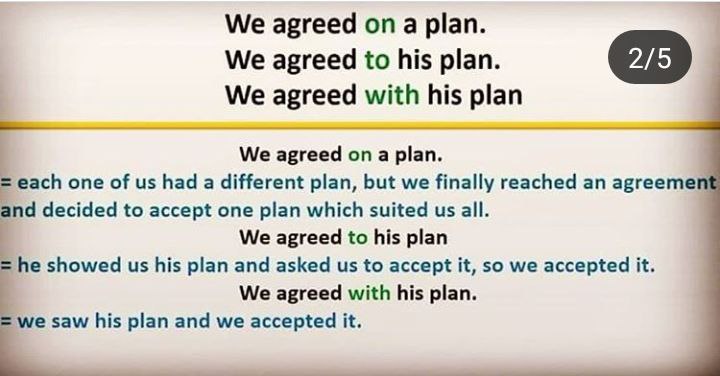 We agreed on a plan.
We agreed to his plan.
2/5
We agreed with his plan
We agreed on a plan.
= each one of us had a different plan, but we finally reached an agreement
and decided to accept one plan which suited us all.
We agreed to his plan
= he showed us his plan and asked us to accept it, so we accepted it.
We agreed with his plan.
= we saw his plan and we accepted it.